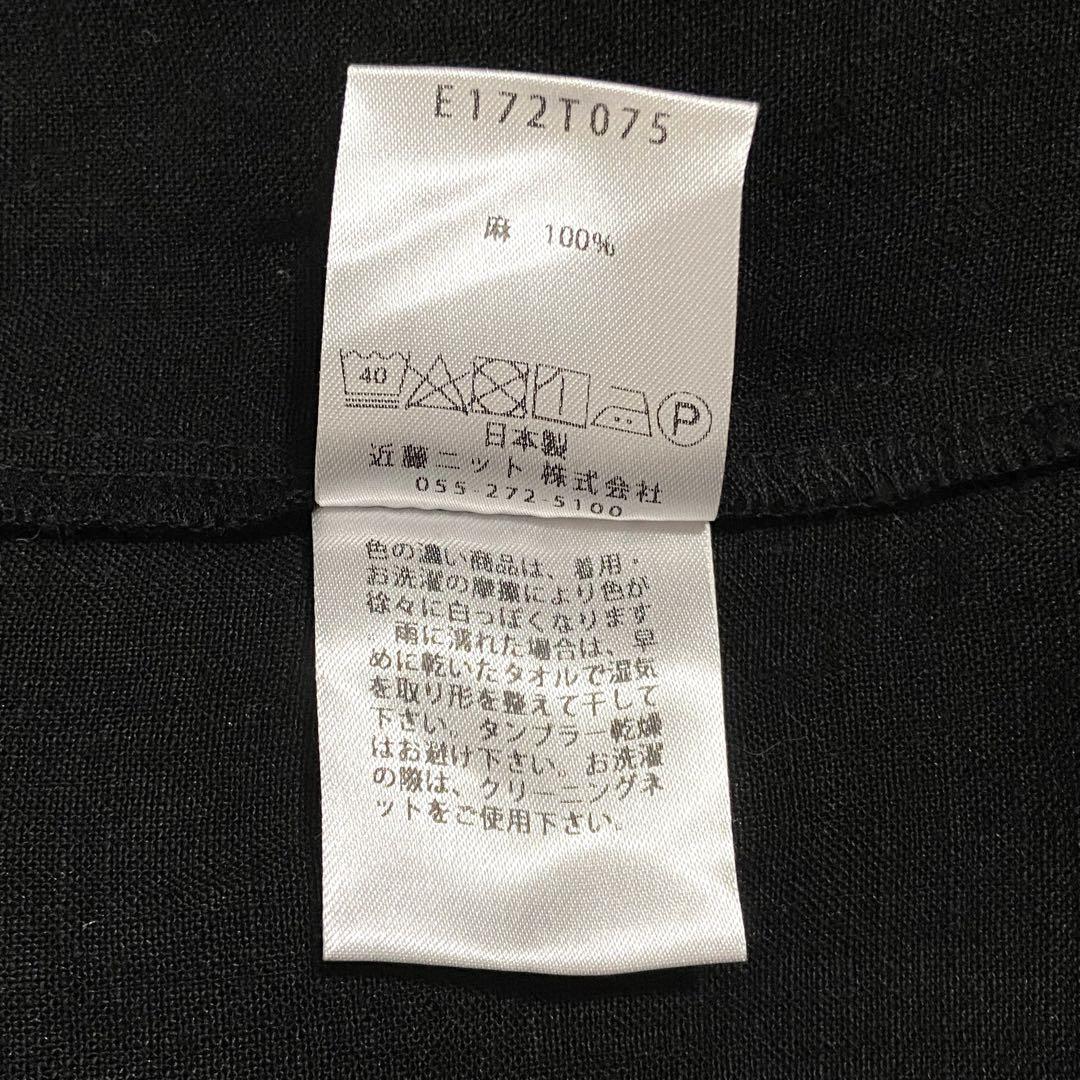 E172T075
麻 100%
40 P
日本製
近藤ニット 株式会社
055-272-5100
色の濃い商品は、着用・
お洗濯の摩擦により色が
徐々に白っぽくなります
雨に濡れた場合は、早
めに乾いたタオルで湿気
を取り形を整えて干して
下さい。タンブラー乾燥
はお避け下さい。お洗濯
の際は、クリーニングネ
ットをご使用下さい。